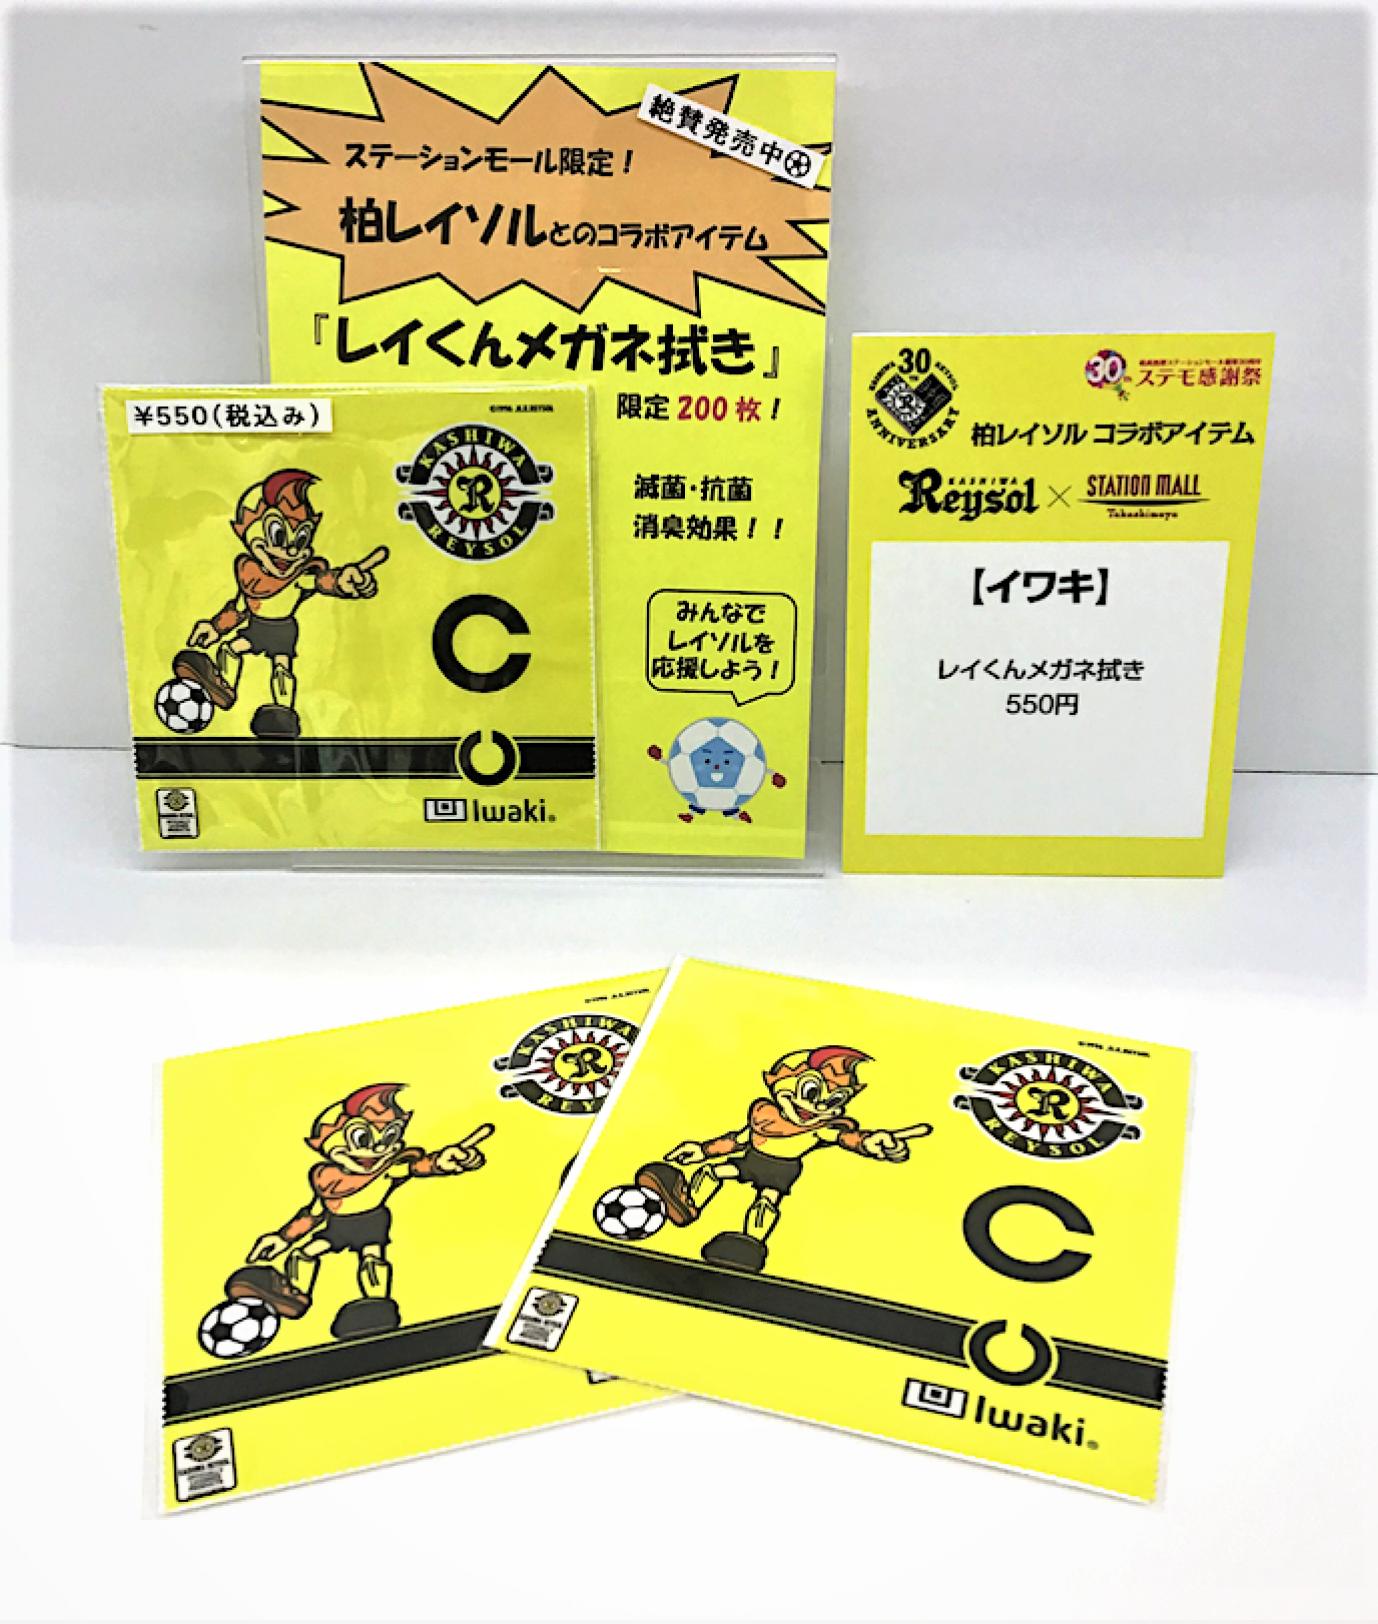 絶賛発売中
ステーションモール限定！
柏レイソルとのコラボアイテム
『レイくんメガネ拭き』
限定 200 枚！
滅菌・抗菌
消臭効果！！
みんなで
レイソルを
応援しよう！
¥550(税込み)
KASHIWA
R
REYSOL
C
Iwaki
30
ANNIVERSARY
30th
ステモ感謝祭
柏レイソル コラボアイテム
KASHIWA
Reysol × STATION MALL
Takashimaya
【イワキ】
レイくんメガネ拭き
550円
KASHIWA
R
REY
KASHIWA
R
REYSOL
C
Iwaki